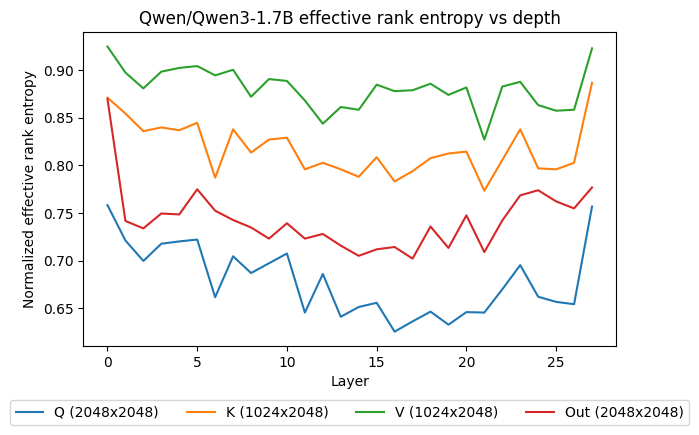 Qwen/Qwen3-1.7B effective rank entropy vs depth
Normalized effective rank entropy
0.90
0.85
0.80
0.75
0.70
0.65
0 5 10 15 20 25
Layer
Q (2048x2048) K (1024x2048) V (1024x2048) Out (2048x2048)